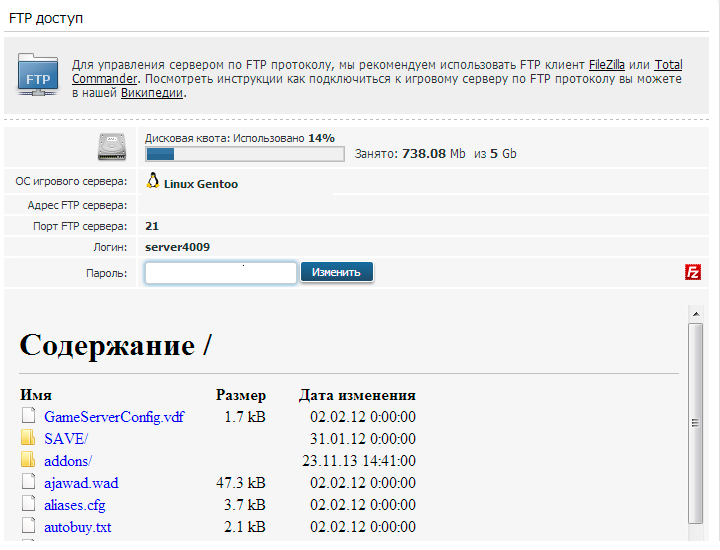 FTP доступ
FTP
Для управления сервером по FTP протоколу, мы рекомендуем использовать FTP клиент FileZilla или Total
Commander. Посмотреть инструкции как подключиться к игровому серверу по FTP протоколу вы можете
в нашей Википедии.
Дисковая квота: Использовано 14%
Занято: 738.08 Mb из 5 Gb
ОС игрового сервера: Linux Gentoo
Адрес FTP сервера:
Порт FTP сервера: 21
Логин: server4009
Пароль: Изменить
Fz
Содержание /
Имя Размер Дата изменения
GameServerConfig.vdf 1.7 kB 02.02.12 0:00:00
SAVE/ 31.01.12 0:00:00
addons/ 23.11.13 14:41:00
ajawad.wad 47.3 kB 02.02.12 0:00:00
aliases.cfg 3.7 kB 02.02.12 0:00:00
autobuy.txt 2.1 kB 02.02.12 0:00:00